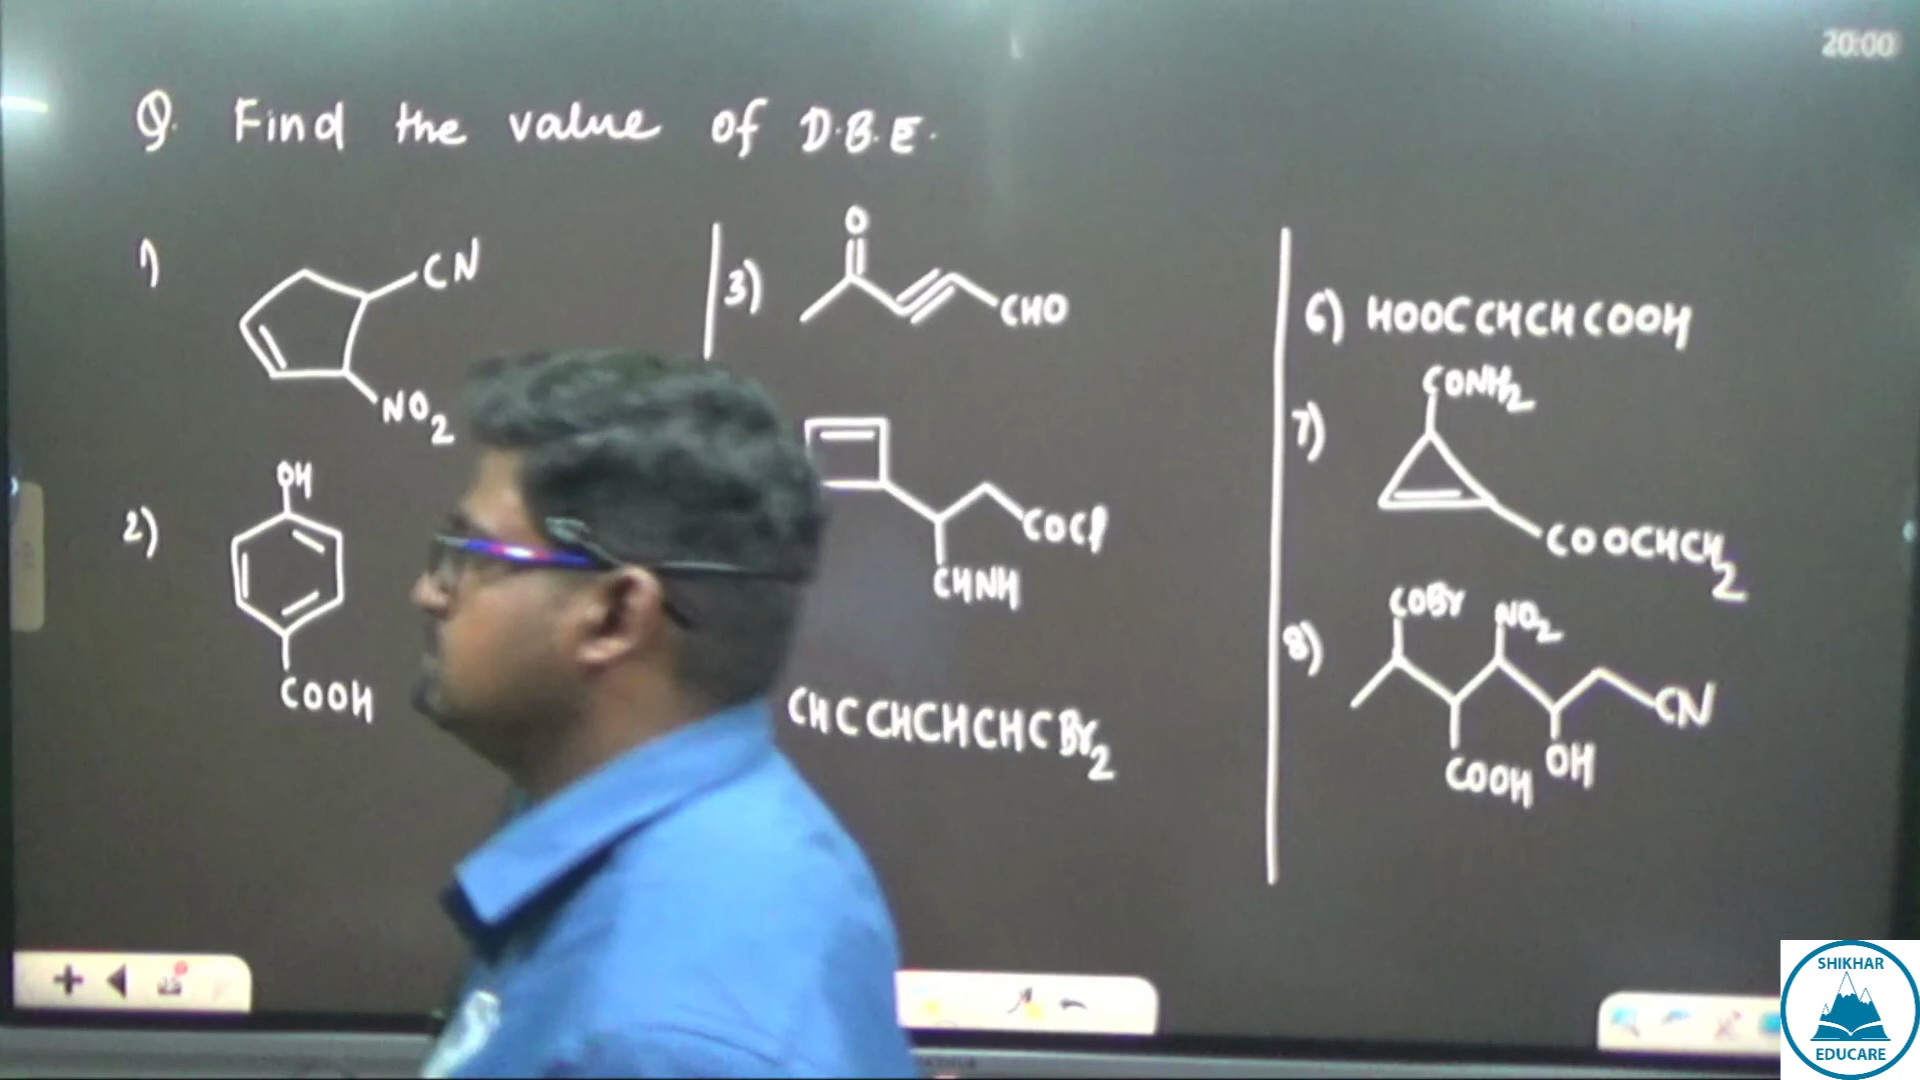 20:00
Q. Find the value of D.B.E.
1)
CN
NO2
2)
OH
COOH
3)
O
CHO
COCl
CHNH
CHCCHCHCHCBr2
6) HOOCCHCHCOOH
7)
CONH2
COOCHCH2
8)
COBr
NO2
CN
COOH
OH
SHIKHAR
EDUCARE